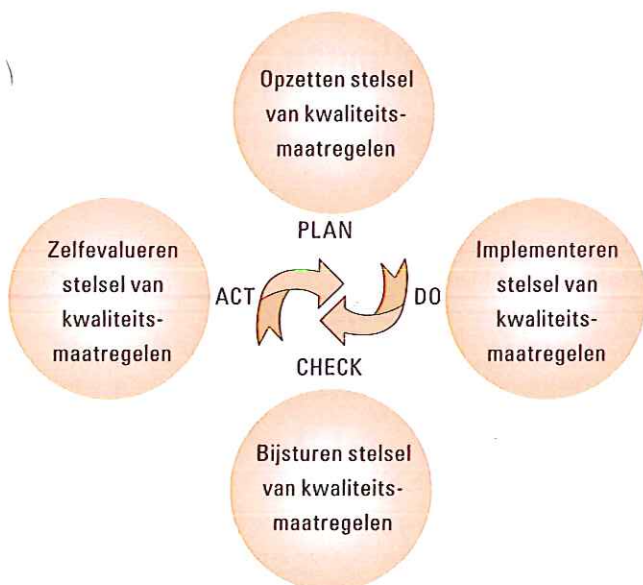 Opzetten stelsel
van kwaliteits-
maatregelen
PLAN
Zelfevalueren
stelsel van
kwaliteits-
maatregelen
ACT
DO
Implementeren
stelsel van
kwaliteits-
maatregelen
CHECK
Bijsturen stelsel
van kwaliteits-
maatregelen